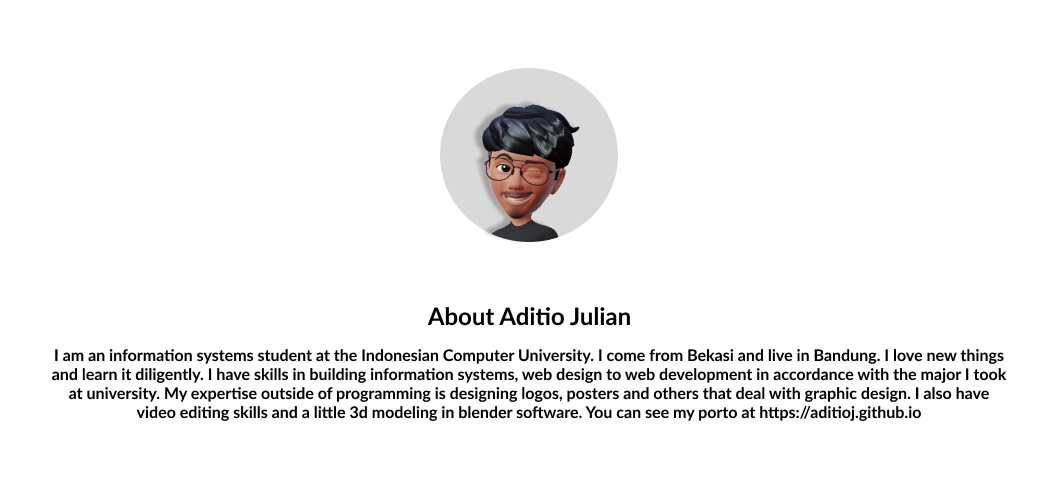 About Aditio Julian
I am an information systems student at the Indonesian Computer University. I come from Bekasi and live in Bandung. I love new things
and learn it diligently. I have skills in building information systems, web design to web development in accordance with the major I took
at university. My expertise outside of programming is designing logos, posters and others that deal with graphic design. I also have
video editing skills and a little 3d modeling in blender software. You can see my porto at https://aditioj.github.io